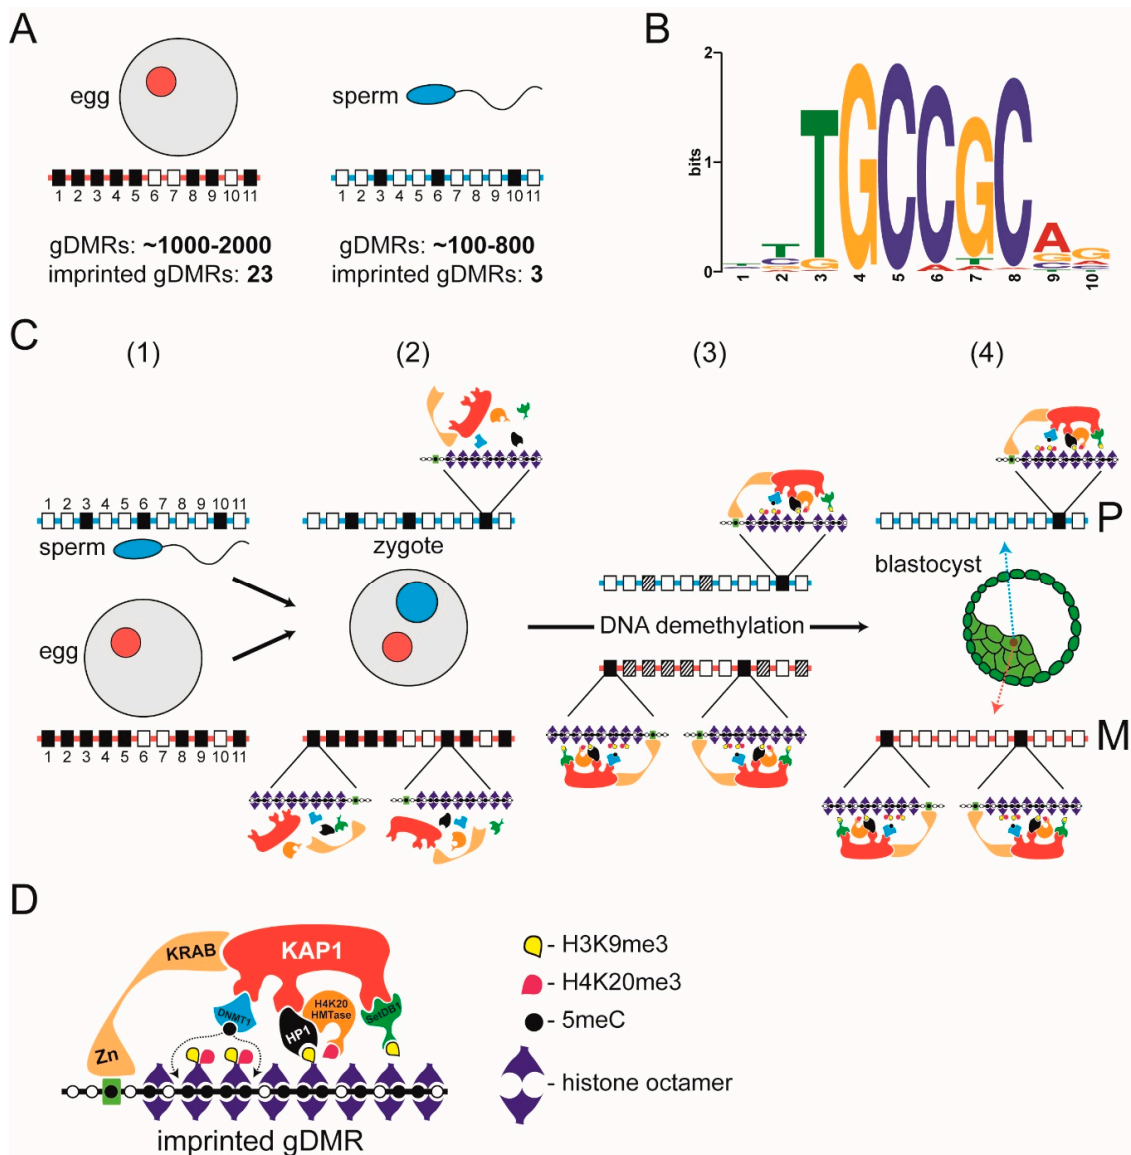 A
egg
1 2 3 4 5 6 7 8 9 10 11
gDMRs: ~1000-2000
imprinted gDMRs: 23
sperm
1 2 3 4 5 6 7 8 9 10 11
gDMRs: ~100-800
imprinted gDMRs: 3
B
2
1
0
bits
T C T G T G C C G C A G
1 2 3 4 5 6 7 8 9 10
C
(1) (2) (3) (4)
1 2 3 4 5 6 7 8 9 10 11
P
sperm
zygote
blastocyst
DNA demethylation
egg
M
1 2 3 4 5 6 7 8 9 10 11
D
KRAB
KAP1
Zn
DNMT1
HP1
H4K20
HMTase
SetDB1
imprinted gDMR
- H3K9me3
- H4K20me3
- 5meC
- histone octamer